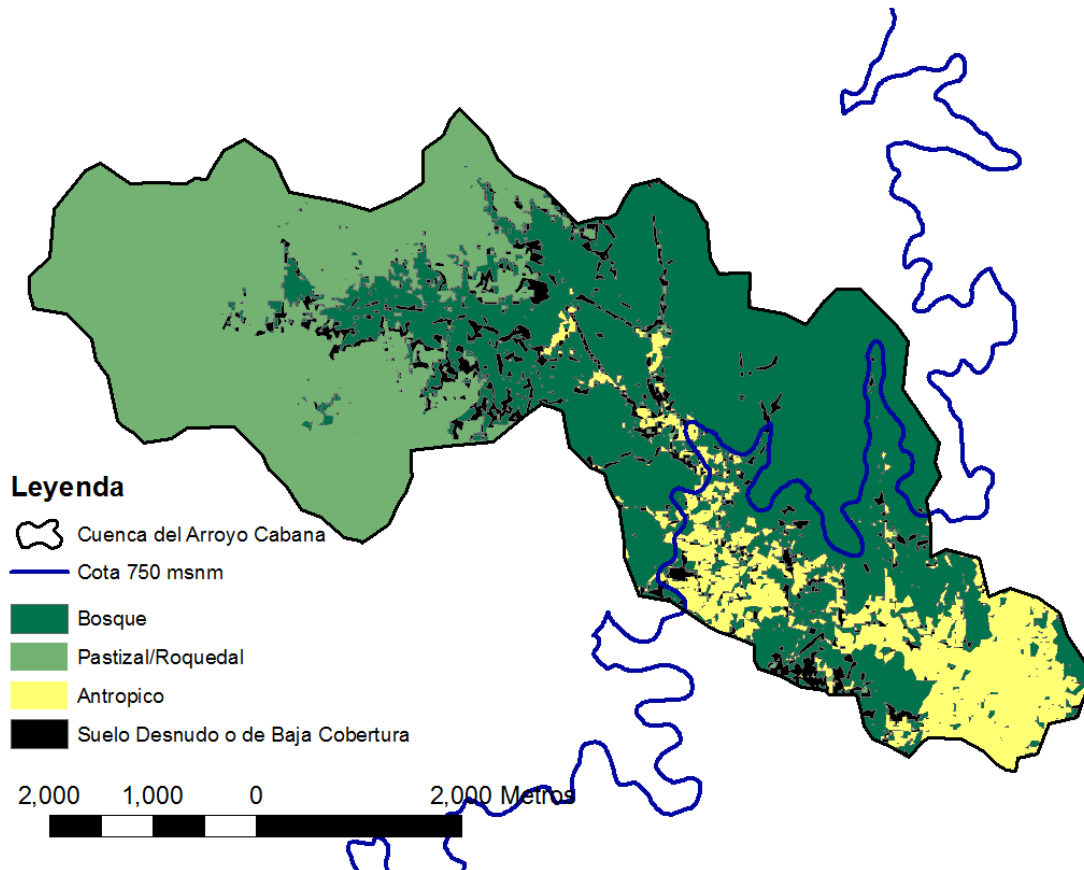 Leyenda
Cuenca del Arroyo Cabana
Cota 750 msnm
Bosque
Pastizal/Roquedal
Antropico
Suelo Desnudo o de Baja Cobertura
2,000 1,000 0 2,000 Metros